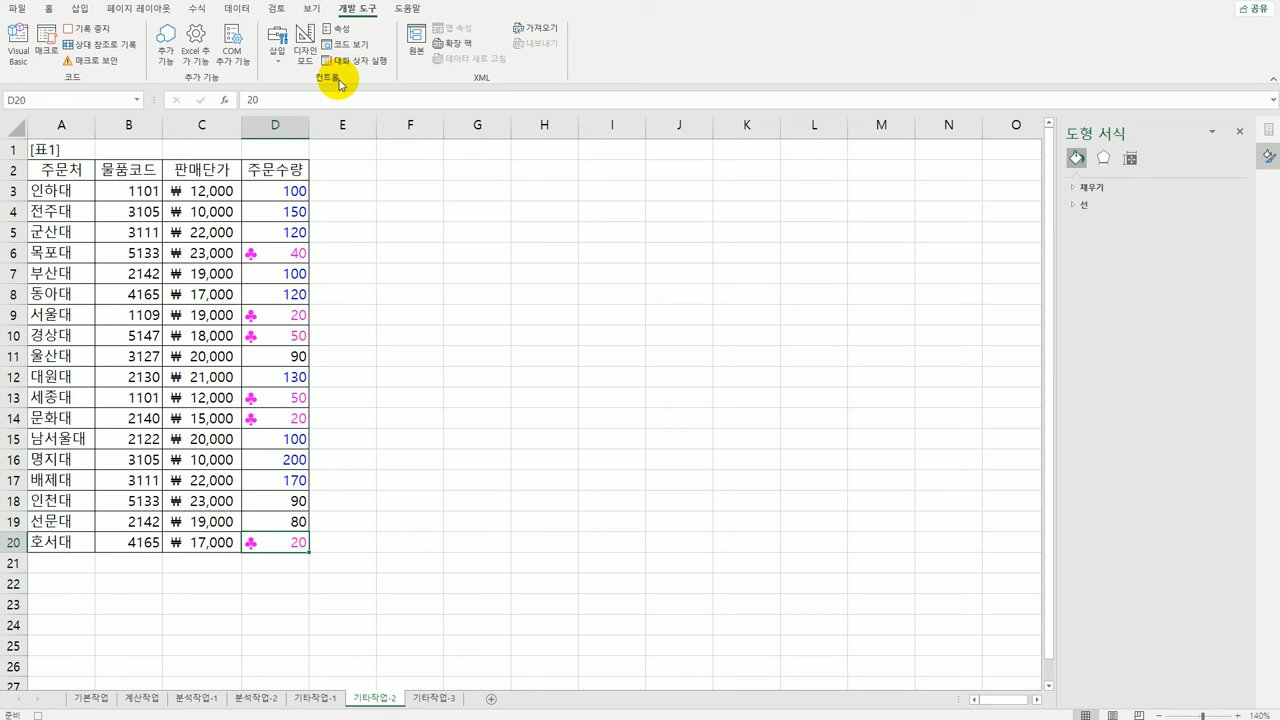 파일 홈 삽입 페이지 레이아웃 수식 데이터 검토 보기 개발 도구 도움말 공유
Visual Basic 매크로 기록 중지 상대 참조로 기록 매크로 보안 코드
추가 기능 Excel 추가 기능 COM 추가 기능 추가 기능
삽입 디자인 모드 속성 코드 보기 대화 상자 실행 컨트롤
원본 맵 속성 확장 팩 데이터 새로 고침 가져오기 내보내기 XML
D20 fx 20
A B C D E F G H I J K L M N O
1 [표1]
2 주문처 물품코드 판매단가 주문수량
3 인하대 1101 ₩ 12,000 100
4 전주대 3105 ₩ 10,000 150
5 군산대 3111 ₩ 22,000 120
6 목포대 5133 ₩ 23,000 ♣ 40
7 부산대 2142 ₩ 19,000 100
8 동아대 4165 ₩ 17,000 120
9 서울대 1109 ₩ 19,000 ♣ 20
10 경상대 5147 ₩ 18,000 ♣ 50
11 울산대 3127 ₩ 20,000 90
12 대원대 2130 ₩ 21,000 130
13 세종대 1101 ₩ 12,000 ♣ 50
14 문화대 2140 ₩ 15,000 ♣ 20
15 남서울대 2122 ₩ 20,000 100
16 명지대 3105 ₩ 10,000 200
17 배제대 3111 ₩ 22,000 170
18 인천대 5133 ₩ 23,000 90
19 선문대 2142 ₩ 19,000 80
20 호서대 4165 ₩ 17,000 ♣ 20
21
22
23
24
25
26
27
도형 서식
채우기
선
기본작업 계산작업 분석작업-1 분석작업-2 기타작업-1 기타작업-2 기타작업-3
준비 140%